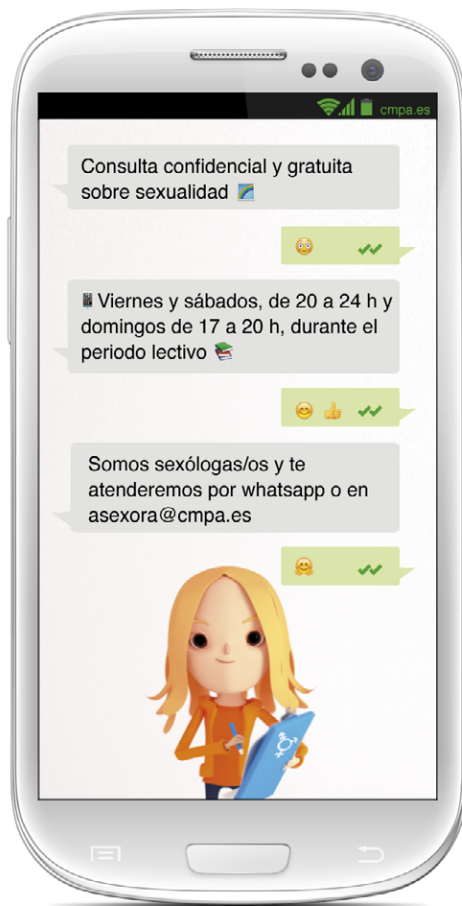 cmpa.es
Consulta confidencial y gratuita
sobre sexualidad 🌈
😳
📱Viernes y sábados, de 20 a 24 h y
domingos de 17 a 20 h, durante el
periodo lectivo 📚
😊 👍
Somos sexólogas/os y te
atenderemos por whatsapp o en
asexora@cmpa.es
🤗